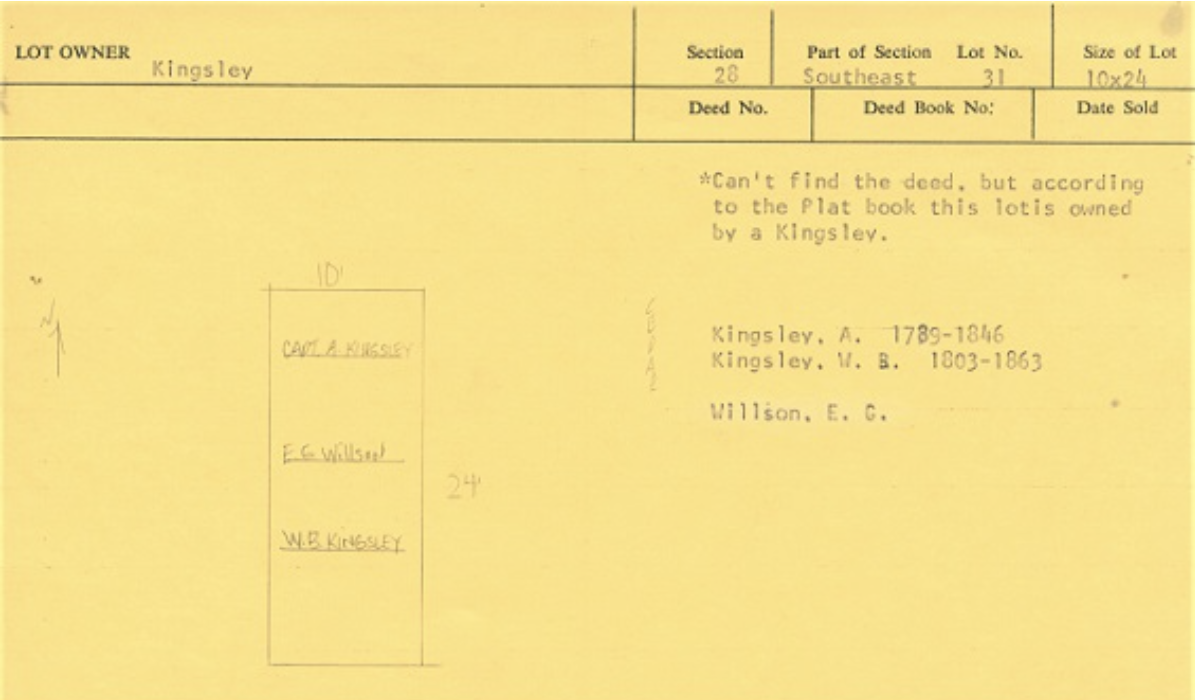 LOT OWNER Kingsley
Section 28
Part of Section Southeast
Lot No. 31
Size of Lot 10x24
Deed No.
Deed Book No:
Date Sold
*Can't find the deed, but according
to the Plat book this lotis owned
by a Kingsley.
10'
N
CAPT. A KINGSLEY
E.G. Willson
24'
W.B. KINGSLEY
Kingsley, A. 1789-1846
Kingsley, W. B. 1803-1863
Willson, E. G.